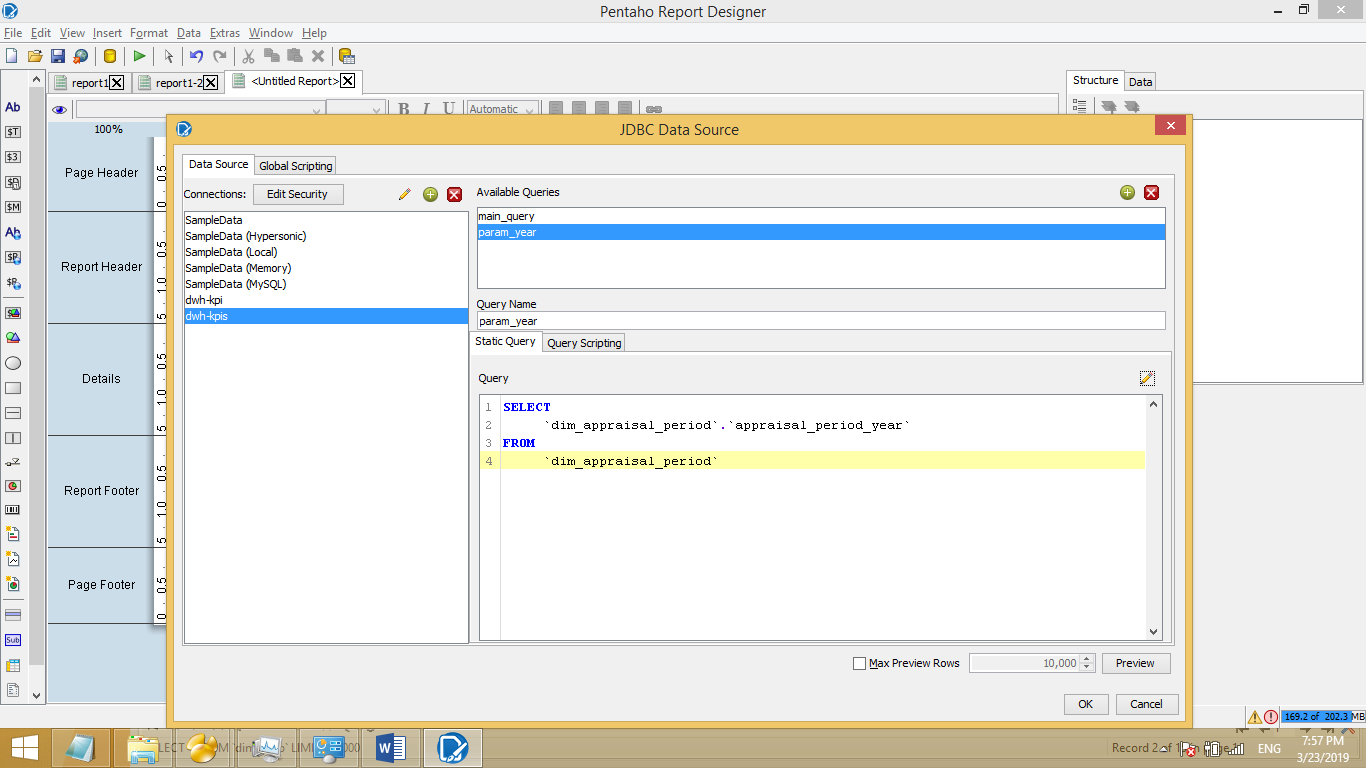 Pentaho Report Designer
File Edit View Insert Format Data Extras Window Help
report1 report1-2 <Untitled Report>
Structure Data
Ab
B I U Automatic
100%
JDBC Data Source
Data Source Global Scripting
Page Header
Connections: Edit Security
Available Queries
SampleData
SampleData (Hypersonic)
SampleData (Local)
SampleData (Memory)
SampleData (MySQL)
dwh-kpi
dwh-kpis
main_query
param_year
Report Header
Query Name
param_year
Static Query Query Scripting
Details
Query
1 SELECT
2 `dim_appraisal_period`.`appraisal_period_year`
3 FROM
4 `dim_appraisal_period`
Report Footer
Page Footer
Sub
Max Preview Rows 10,000 Preview
OK Cancel
169.2 of 202.3 MB
Record 2 of
ENG
7:57 PM
3/23/2019